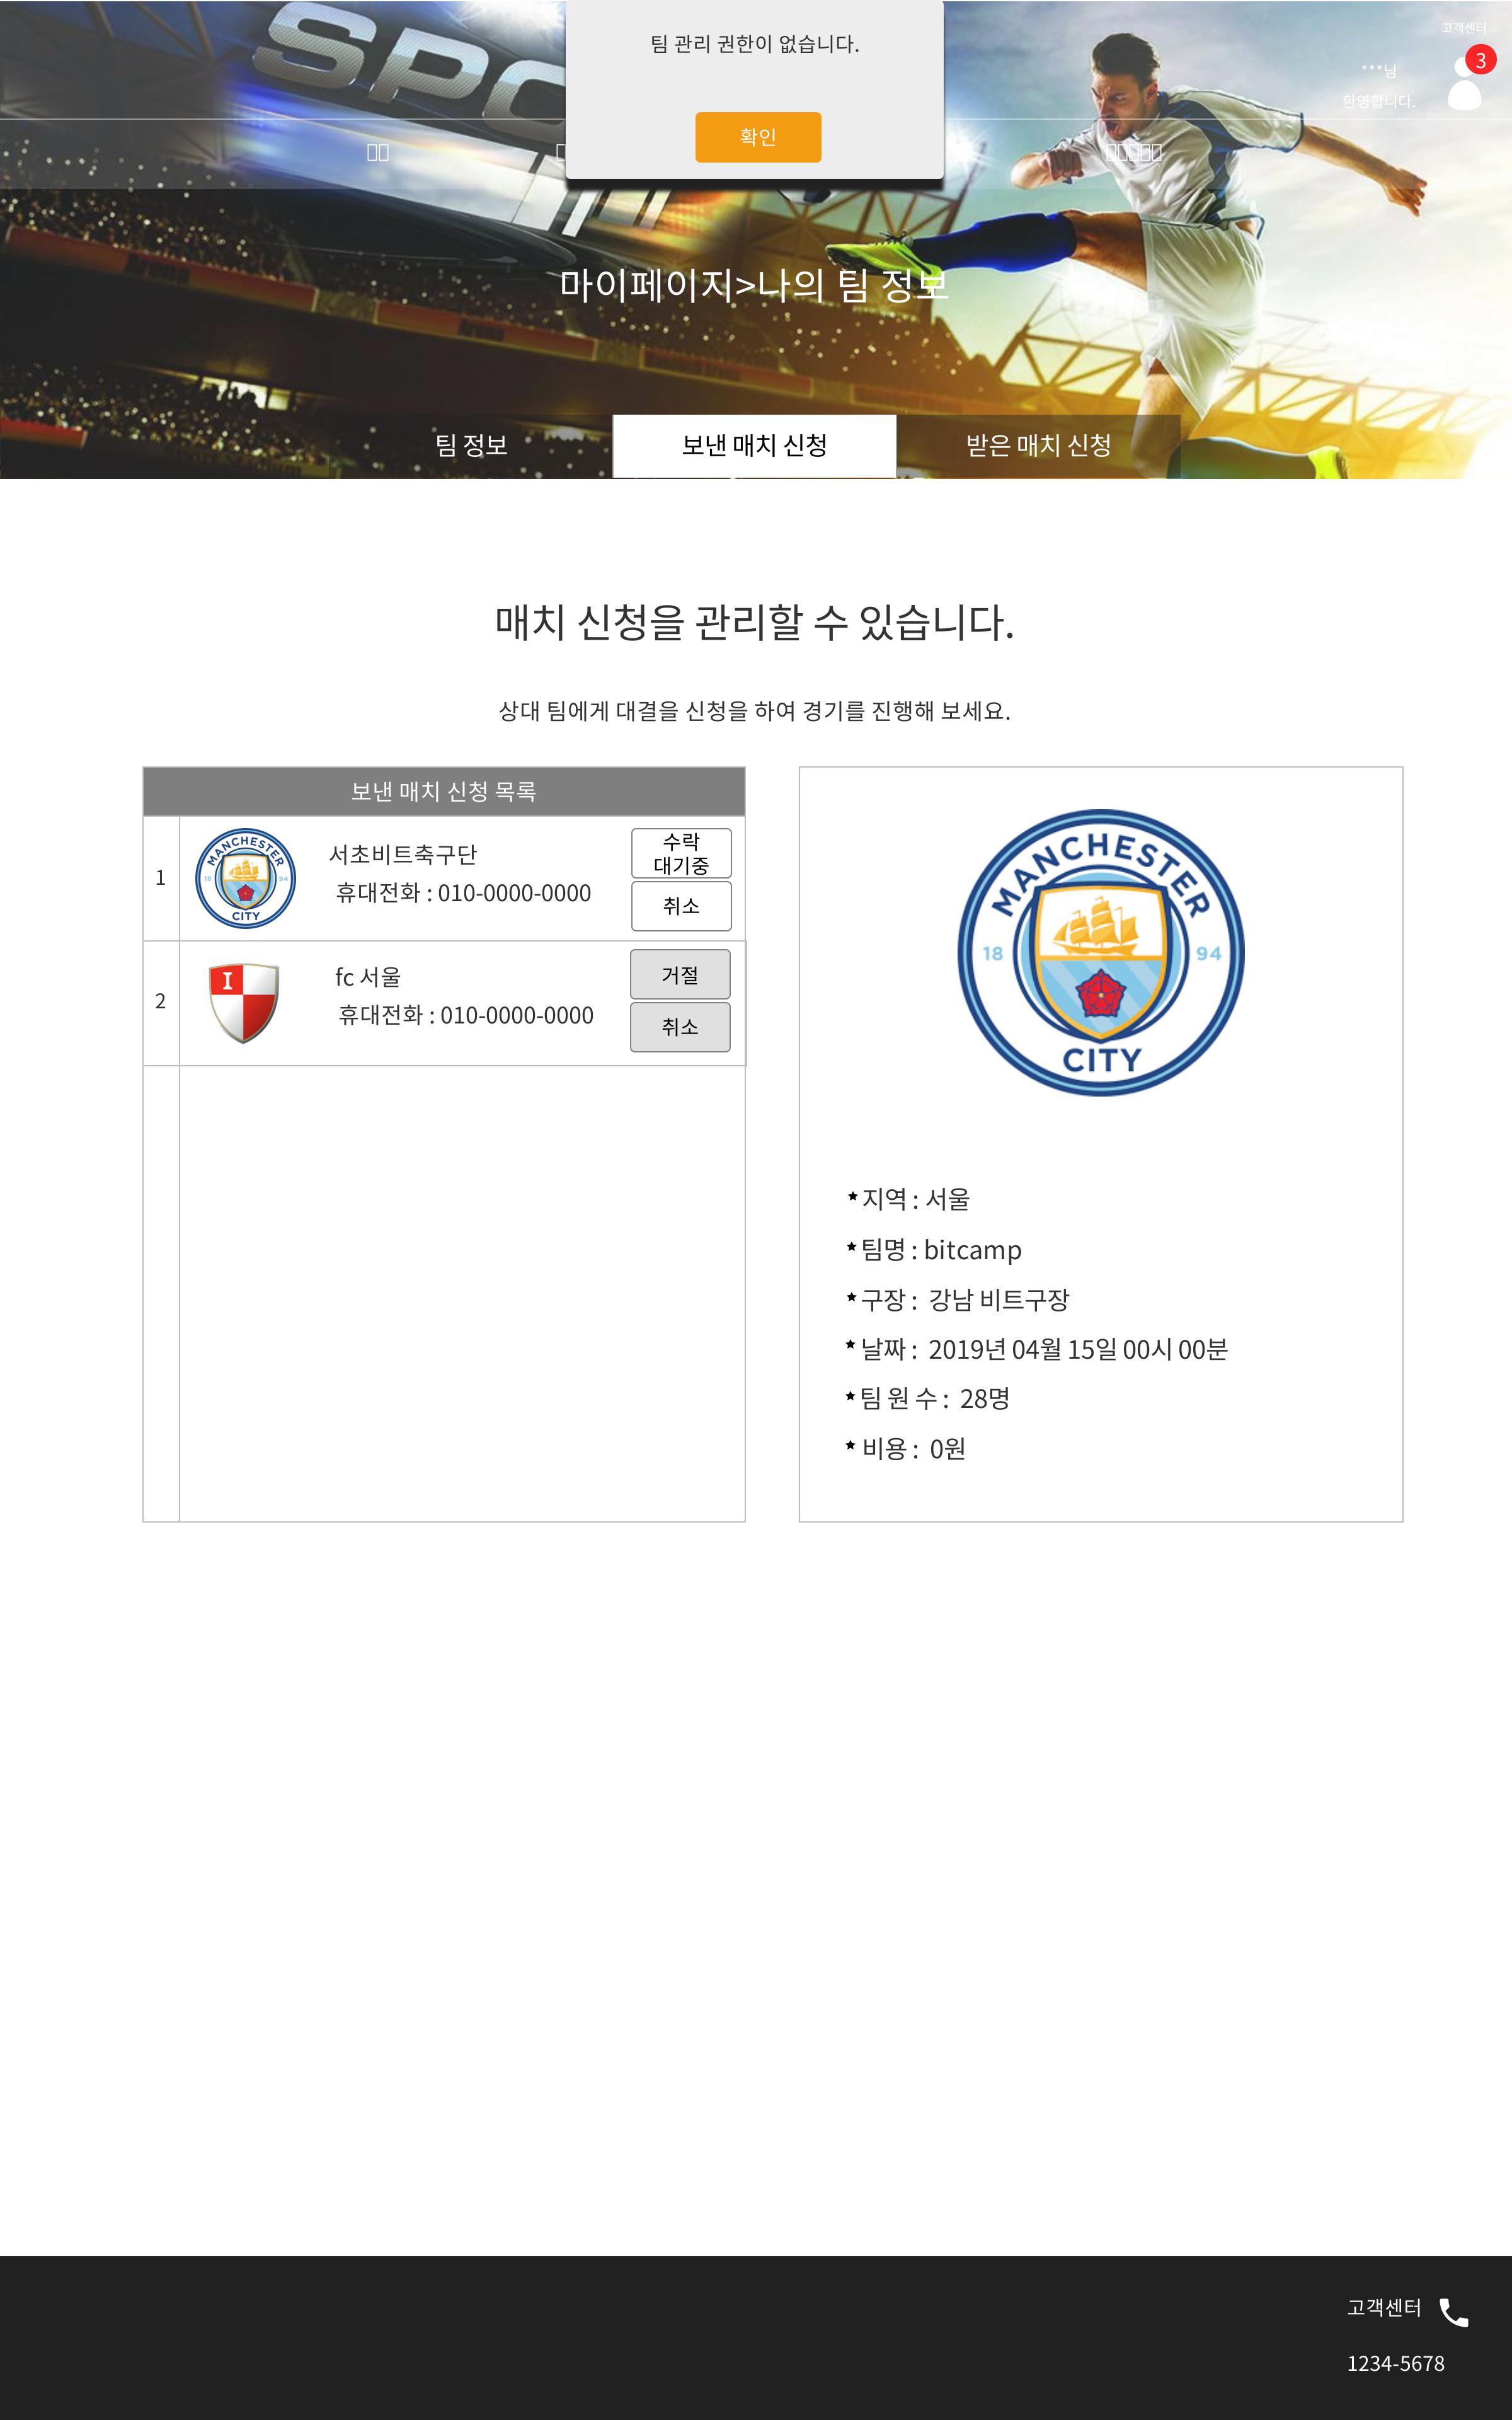 팀 관리 권한이 없습니다.
확인
고객센터
***님
환영합니다.
3
SPO
마이페이지>나의 팀 정보
팀 정보
보낸 매치 신청
받은 매치 신청
매치 신청을 관리할 수 있습니다.
상대 팀에게 대결을 신청을 하여 경기를 진행해 보세요.
보낸 매치 신청 목록
1
MANCHESTER
18 94
CITY
서초비트축구단
휴대전화 : 010-0000-0000
수락
대기중
취소
2
I
fc 서울
휴대전화 : 010-0000-0000
거절
취소
MANCHESTER
18 94
CITY
지역 : 서울
팀명 : bitcamp
구장 : 강남 비트구장
날짜 : 2019년 04월 15일 00시 00분
팀 원 수 : 28명
비용 : 0원
고객센터
1234-5678